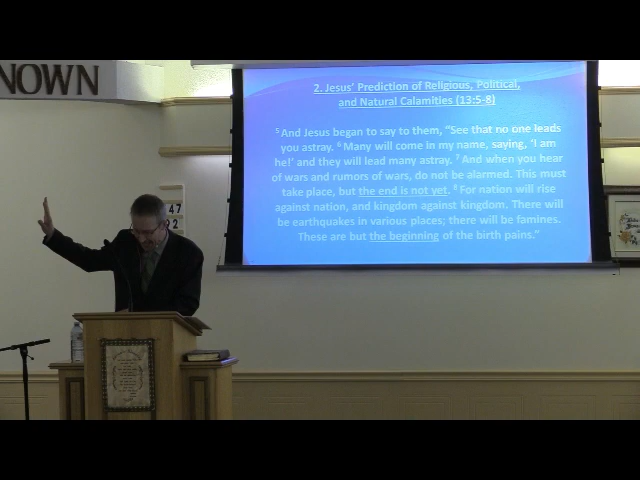 NOWN
2. Jesus' Prediction of Religious, Political,
and Natural Calamities (13:5-8)
5 And Jesus began to say to them, "See that no one leads
you astray. 6 Many will come in my name, saying, 'I am
he!' and they will lead many astray. 7 And when you hear
of wars and rumors of wars, do not be alarmed. This must
take place, but the end is not yet. 8 For nation will rise
against nation, and kingdom against kingdom. There will
be earthquakes in various places; there will be famines.
These are but the beginning of the birth pains."
47
92